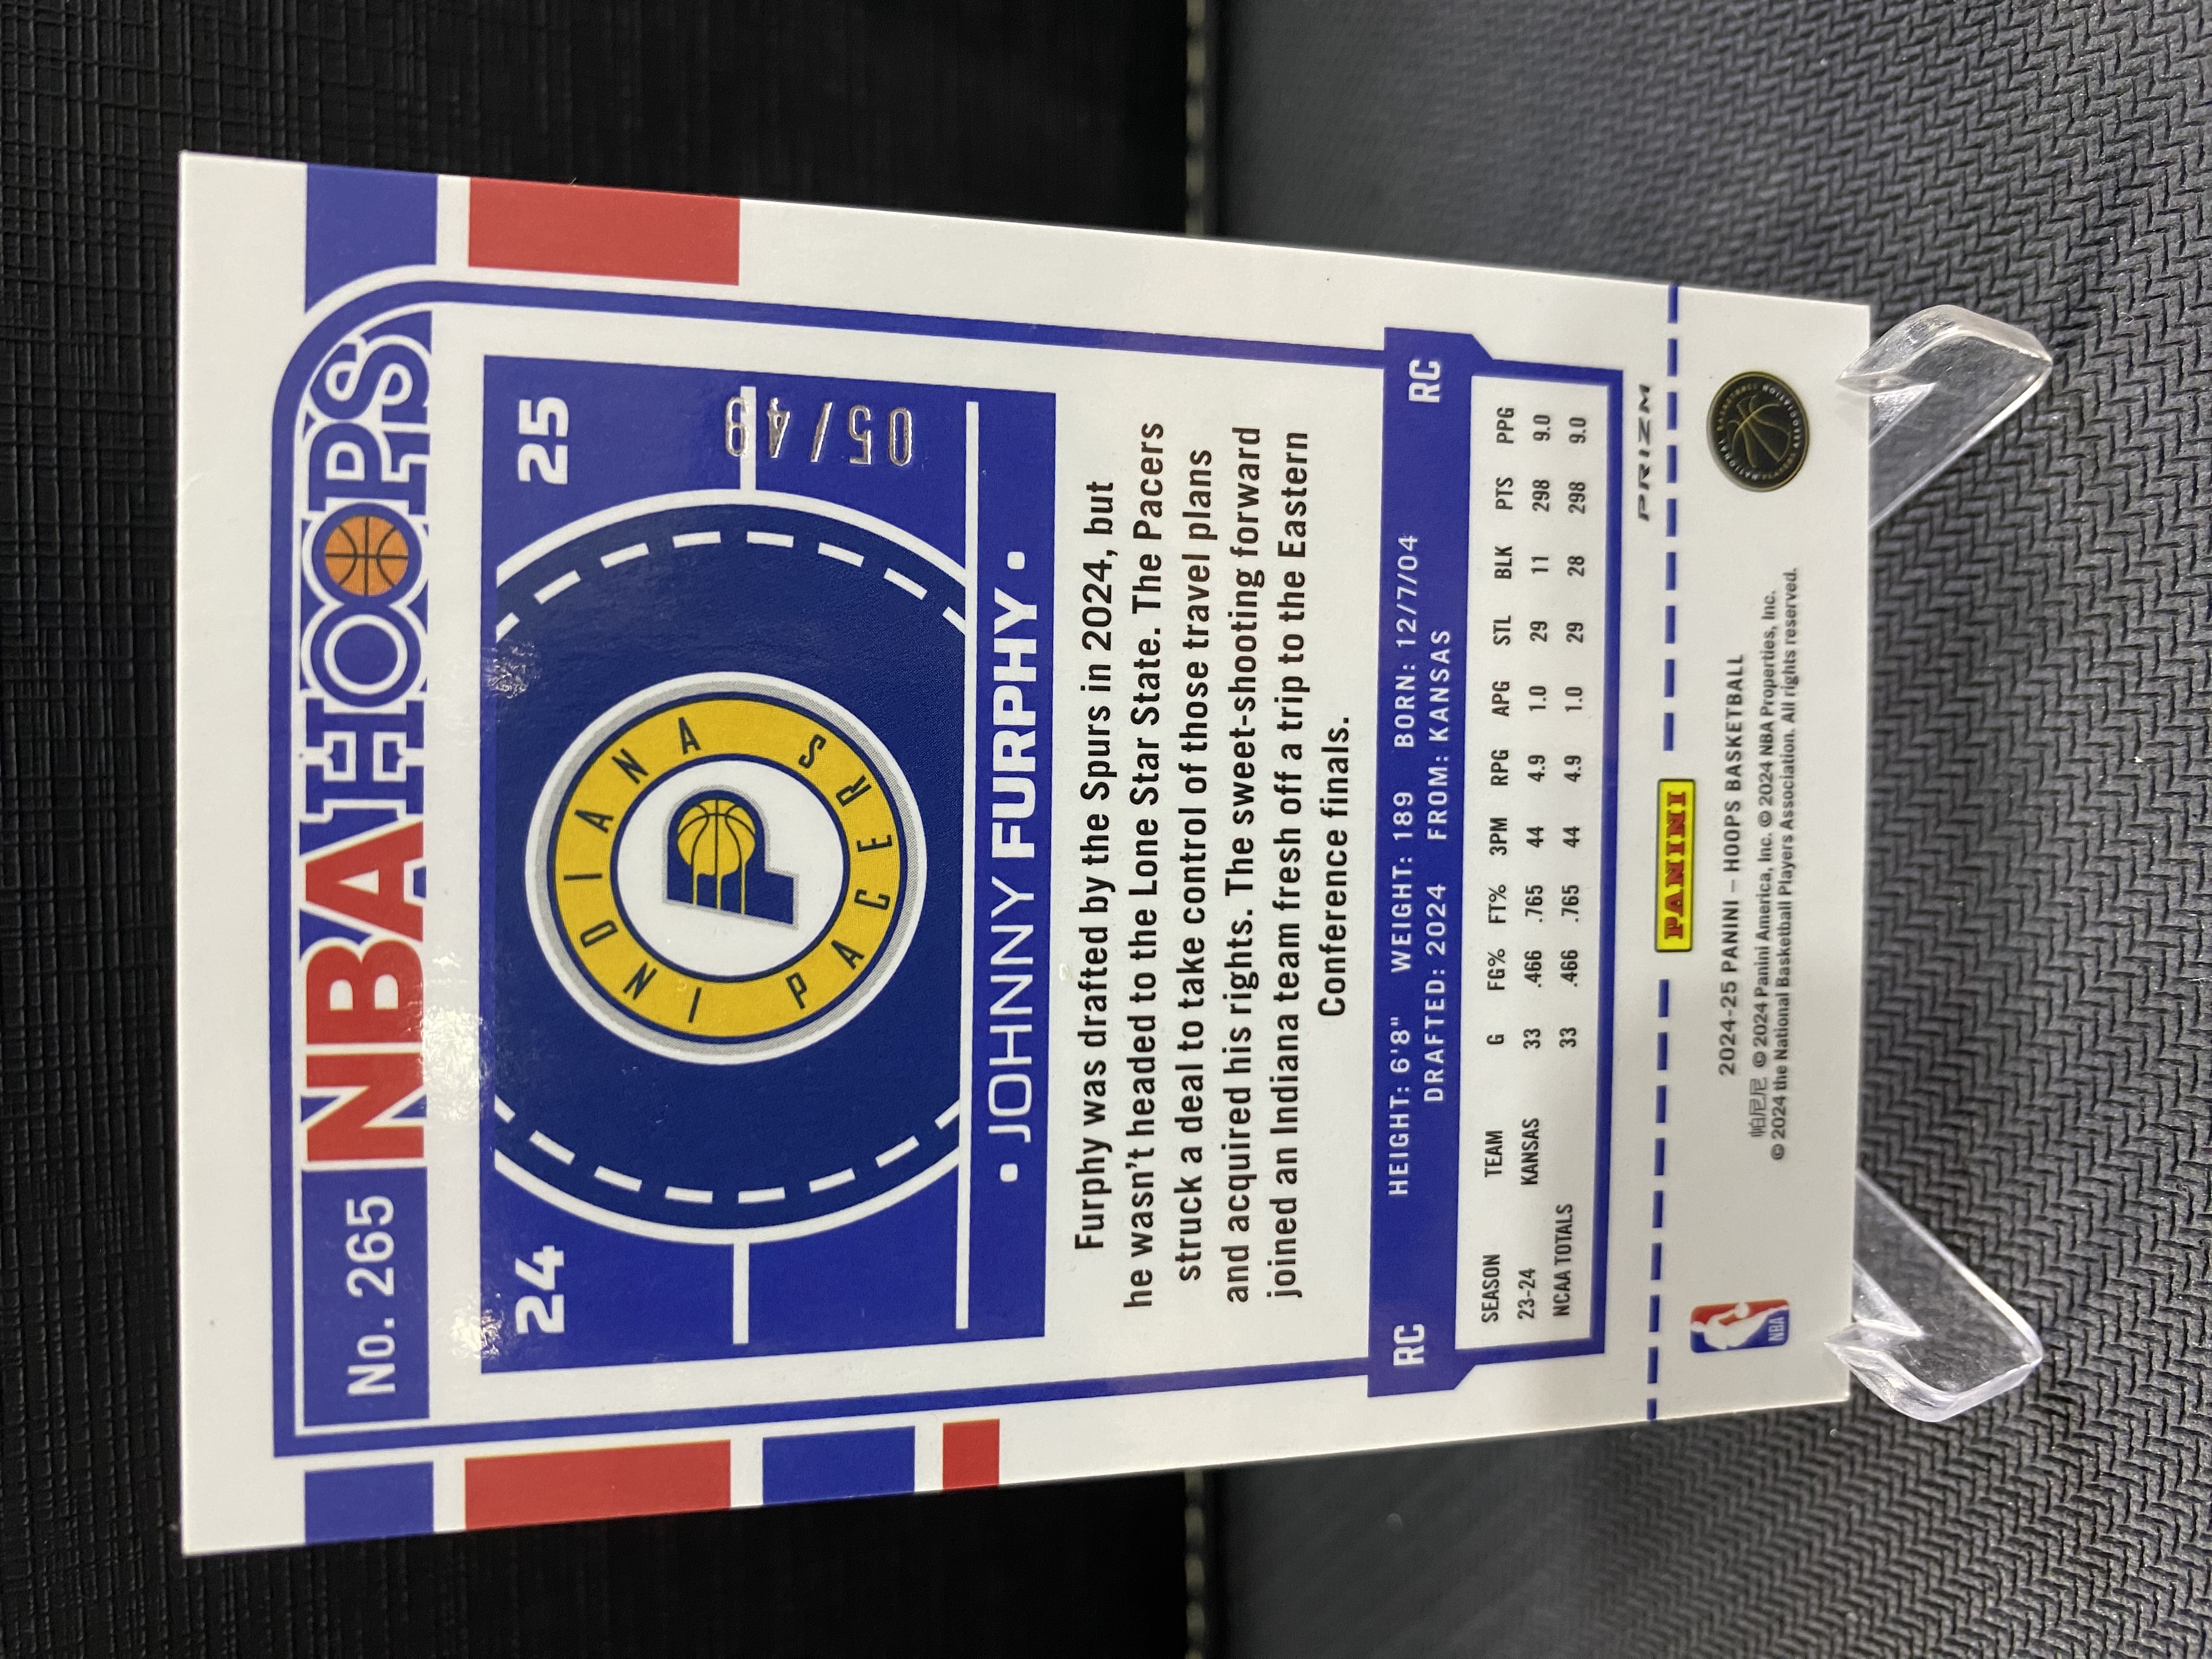 No. 265 NBA HOOPS
24 25
INDIANA
PACERS
05/49
• JOHNNY FURPHY •
Furphy was drafted by the Spurs in 2024, but
he wasn't headed to the Lone Star State. The Pacers
struck a deal to take control of those travel plans
and acquired his rights. The sweet-shooting forward
joined an Indiana team fresh off a trip to the Eastern
Conference finals.
RC HEIGHT: 6'8" WEIGHT: 189 BORN: 12/7/04 RC
DRAFTED: 2024 FROM: KANSAS
SEASON TEAM G FG% FT% 3PM RPG APG STL BLK PTS PPG
23-24 KANSAS 33 .466 .765 44 4.9 1.0 29 11 298 9.0
NCAA TOTALS 33 .466 .765 44 4.9 1.0 29 28 298 9.0
PRIZM
PANINI
2024-25 PANINI – HOOPS BASKETBALL
帕尼尼 © 2024 Panini America, Inc. © 2024 NBA Properties, Inc.
© 2024 the National Basketball Players Association. All rights reserved.
NBA